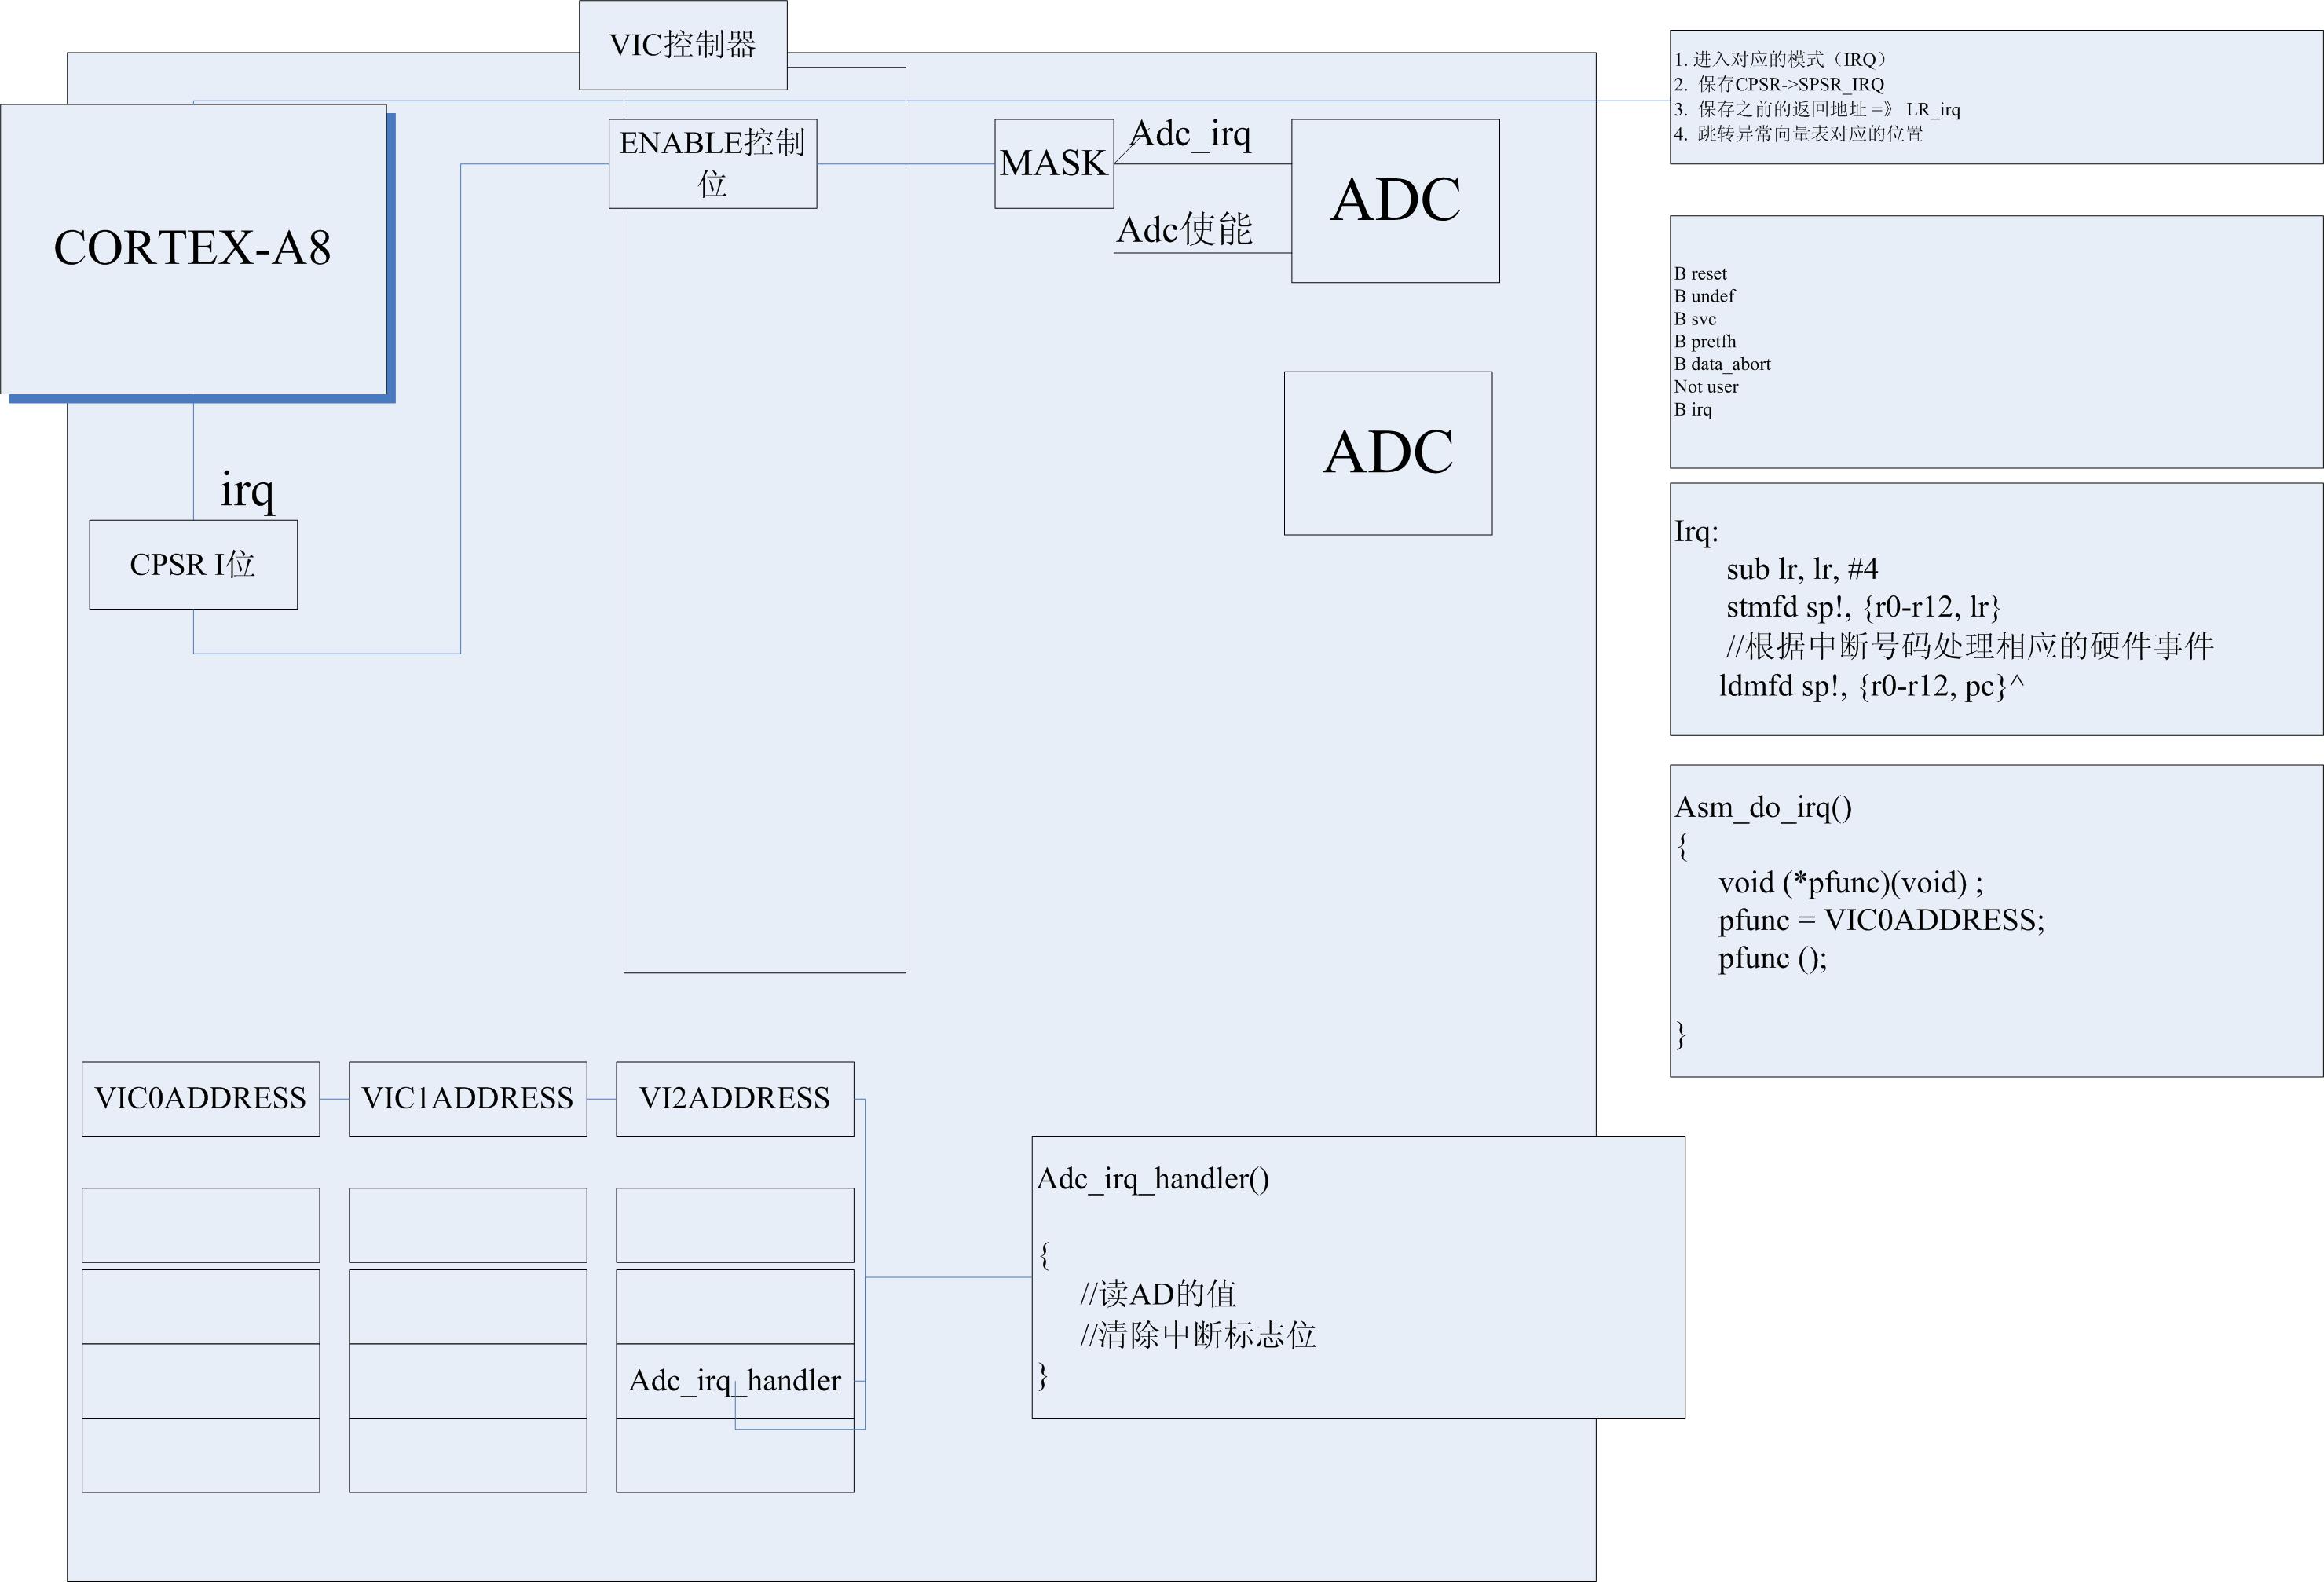 VIC控制器
ENABLE控制
位
MASK
Adc_irq
Adc使能
ADC
CORTEX-A8
ADC
irq
CPSR I位
1. 进入对应的模式（IRQ）
2. 保存CPSR->SPSR_IRQ
3. 保存之前的返回地址 =》 LR_irq
4. 跳转异常向量表对应的位置
B reset
B undef
B svc
B pretfh
B data_abort
Not user
B irq
Irq:
sub lr, lr, #4
stmfd sp!, {r0-r12, lr}
//根据中断号码处理相应的硬件事件
ldmfd sp!, {r0-r12, pc}^
Asm_do_irq()
{
void (*pfunc)(void) ;
pfunc = VIC0ADDRESS;
pfunc ();
}
VIC0ADDRESS
VIC1ADDRESS
VI2ADDRESS
Adc_irq_handler
Adc_irq_handler()
{
//读AD的值
//清除中断标志位
}